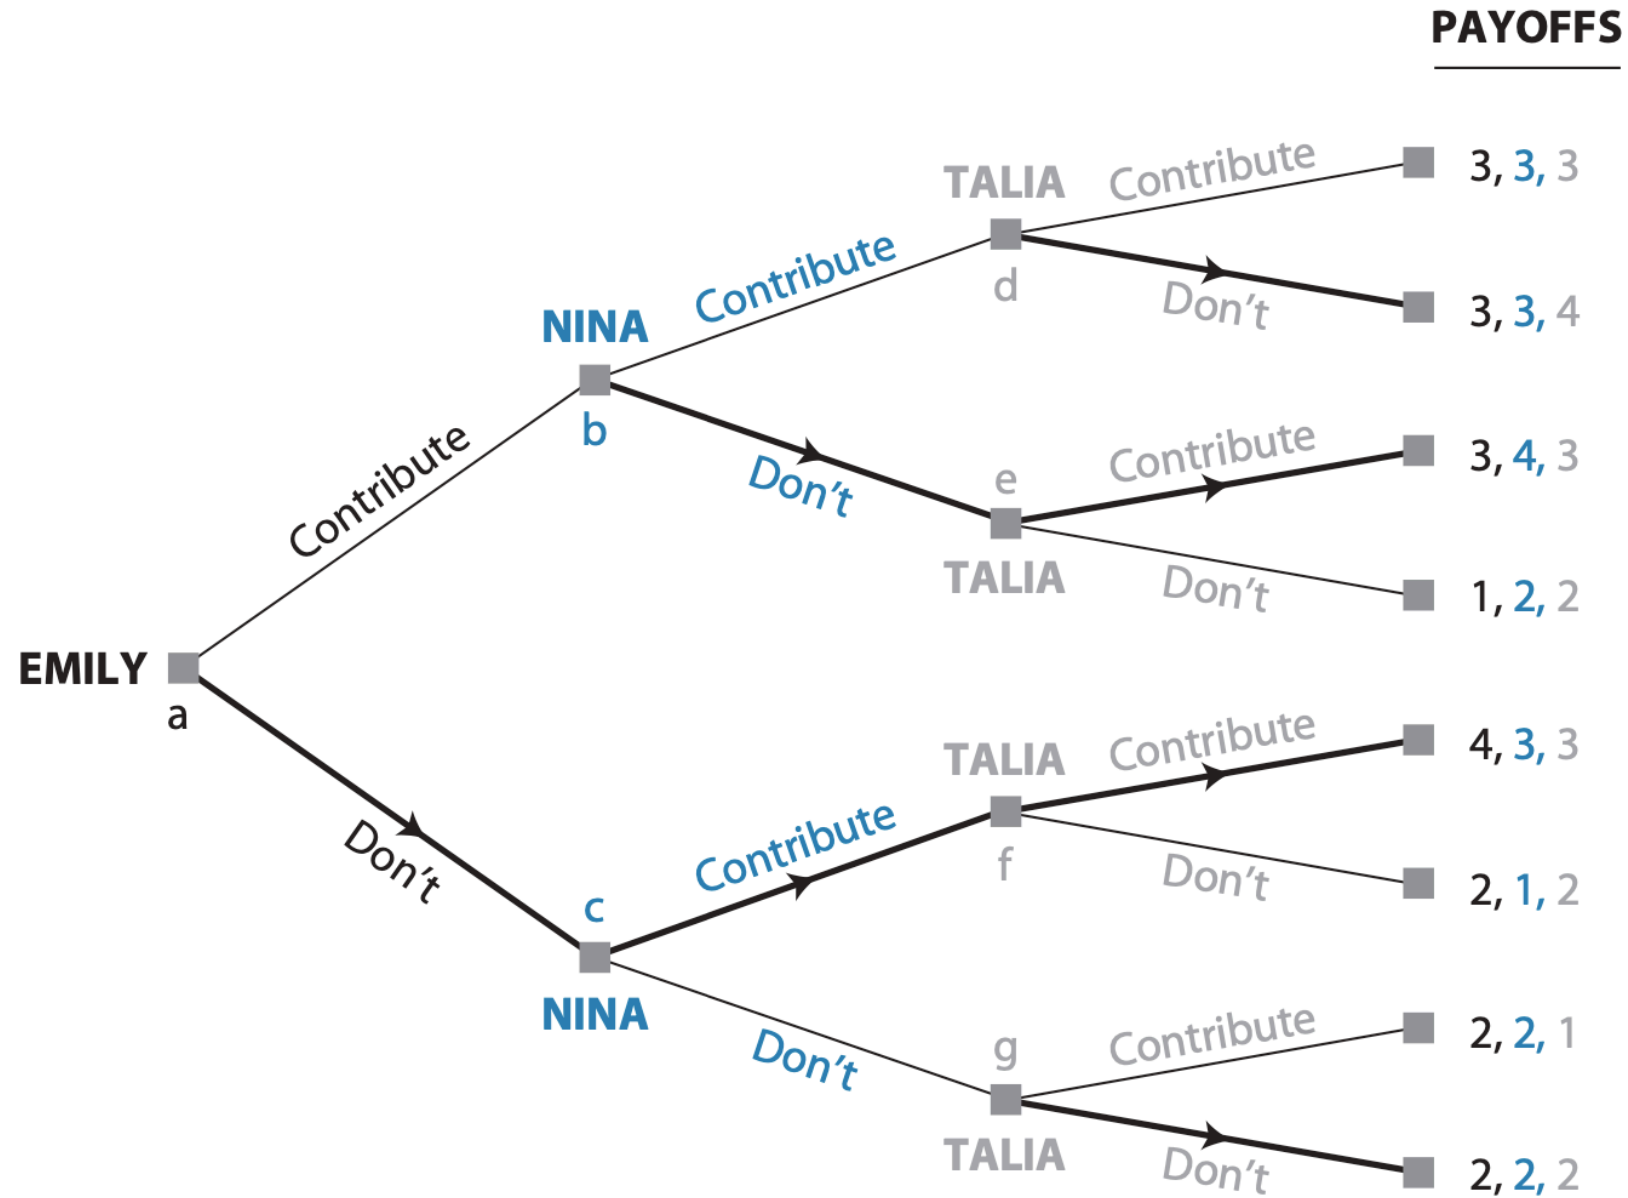 PAYOFFS
Contribute
3, 3, 3
TALIA
d
Don't
3, 3, 4
Contribute
NINA
b
Don't
Contribute
3, 4, 3
e
TALIA
Don't
1, 2, 2
Contribute
EMILY
a
Don't
TALIA
Contribute
4, 3, 3
f
Don't
2, 1, 2
Contribute
c
NINA
Don't
g
Contribute
2, 2, 1
TALIA
Don't
2, 2, 2